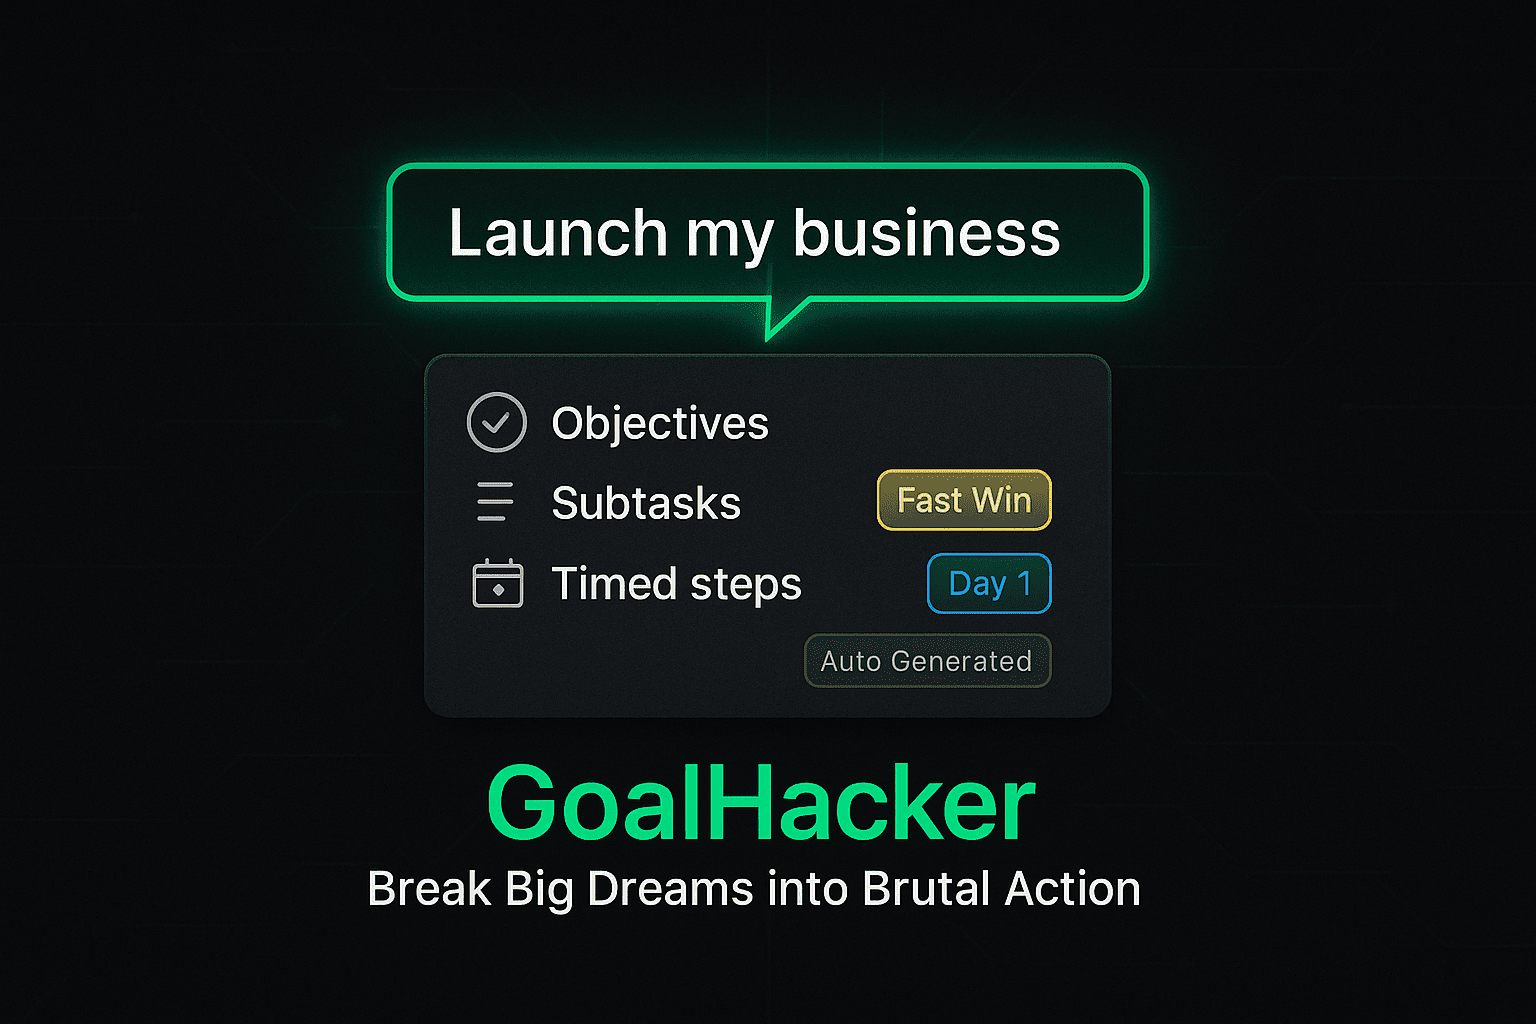 Launch my business
Objectives
Subtasks
Fast Win
Timed steps
Day 1
Auto Generated
GoalHacker
Break Big Dreams into Brutal Action